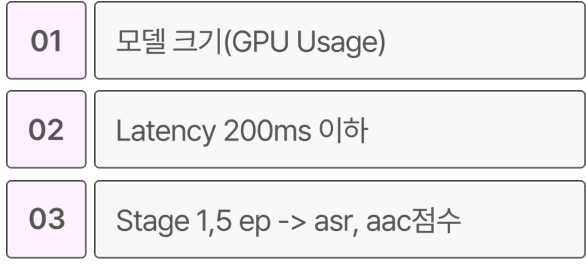 01 모델 크기(GPU Usage)
02 Latency 200ms 이하
03 Stage 1,5 ep -> asr, aac점수